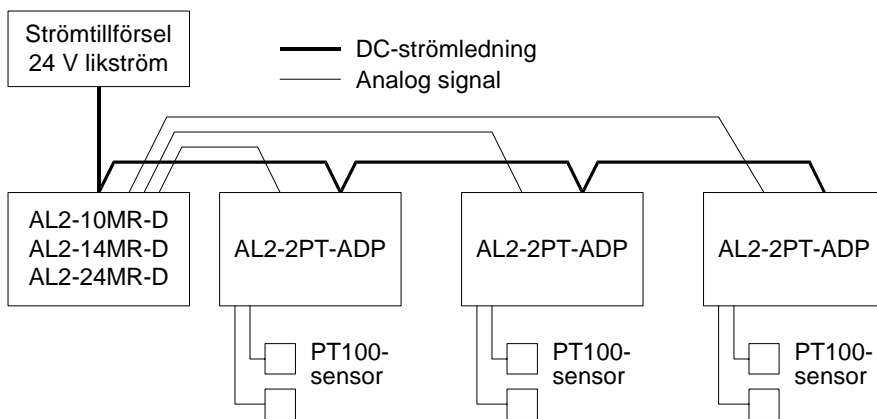 Strömtillförsel
24 V likström
DC-strömledning
Analog signal
AL2-10MR-D
AL2-14MR-D
AL2-24MR-D
AL2-2PT-ADP
AL2-2PT-ADP
AL2-2PT-ADP
PT100-
sensor
PT100-
sensor
PT100-
sensor